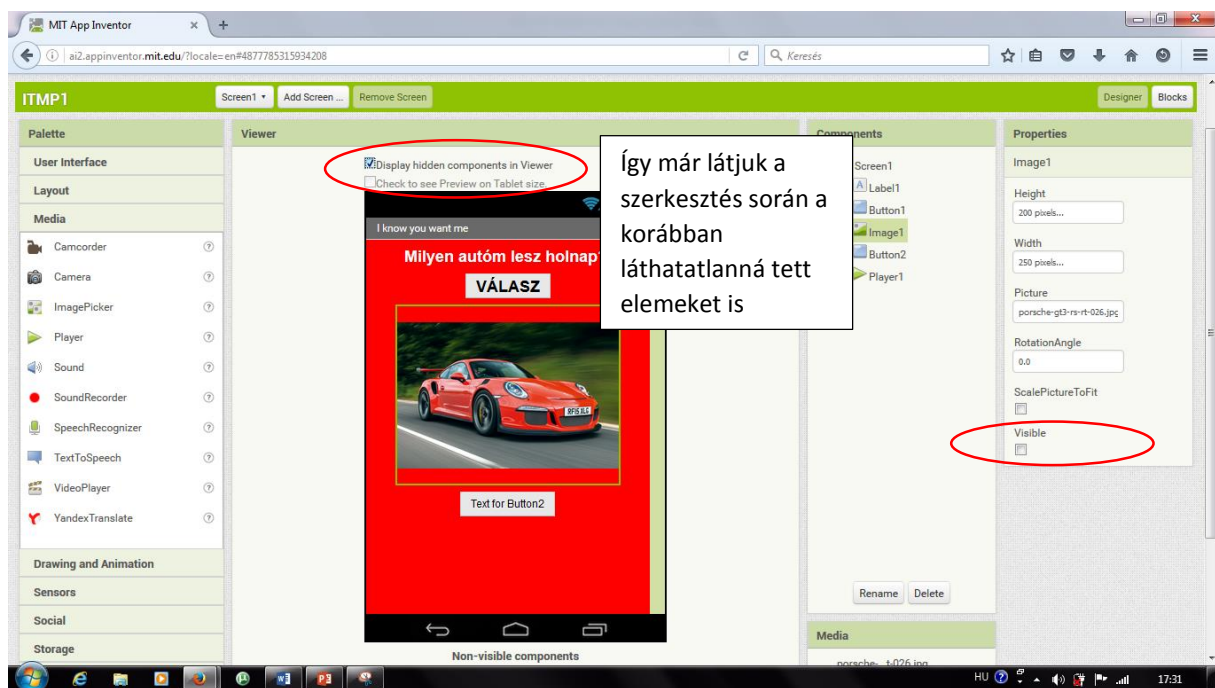 MIT App Inventor
ai2.appinventor.mit.edu/?locale=en#4877785315934208
Keresés
ITMP1
Screen1
Add Screen ...
Remove Screen
Designer
Blocks
Palette
User Interface
Layout
Media
Camcorder
Camera
ImagePicker
Player
Sound
SoundRecorder
SpeechRecognizer
TextToSpeech
VideoPlayer
YandexTranslate
Drawing and Animation
Sensors
Social
Storage
Viewer
Display hidden components in Viewer
Check to see Preview on Tablet size.
I know you want me
Milyen autóm lesz holnap
VÁLASZ
Text for Button2
Non-visible components
Így már látjuk a
szerkesztés során a
korábban
láthatatlanná tett
elemeket is
Components
Screen1
Label1
Button1
Image1
Button2
Player1
Rename
Delete
Media
Properties
Image1
Height
200 pixels...
Width
250 pixels...
Picture
porsche-gt3-rs-rt-026.jpg
RotationAngle
0.0
ScalePictureToFit
Visible
HU
17:31